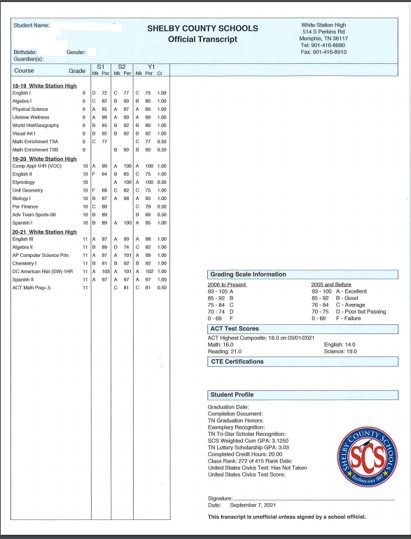 Student Name:
SHELBY COUNTY SCHOOLS
Official Transcript
White Station High
514 S Perkins Rd
Memphis, TN 38117
Tel: 901-416-8880
Fax: 901-416-8910
Birthdate: Gender:
Guardian(s):
S1 S2 Y1
Course Grade Mk Per Mk Per Mk Per Cr
18-19 White Station High
English I 9 D 72 C 77 C 75 1.00
Algebra I 9 C 82 B 90 B 85 1.00
Physical Science 9 A 95 A 97 A 95 1.00
Lifetime Wellness 9 A 99 A 99 A 99 1.00
World Hist/Geography 9 B 85 B 92 B 89 1.00
Visual Art I 9 B 92 B 92 B 92 1.00
Math Enrichment TIIA 9 C 77 C 77 0.50
Math Enrichment TIIB 9 B 90 B 90 0.50
19-20 White Station High
Comp Appl 1HR (VOC) 10 A 99 A 100 A 100 1.00
English II 10 F 64 B 85 C 75 1.00
Etymology 10 A 100 A 100 0.50
Unif Geometry 10 F 68 C 82 C 75 1.00
Biology I 10 B 87 A 98 A 93 1.00
Per Finance 10 C 80 C 79 0.50
Adv Team Sports-90 10 B 89 B 89 0.50
Spanish I 10 B 89 A 100 A 95 1.00
20-21 White Station High
English III 11 A 97 A 99 A 98 1.00
Algebra II 11 B 89 D 74 C 82 1.00
AP Computer Science Prin 11 A 97 A 101 A 99 1.00
Chemistry I 11 B 91 B 92 B 92 1.00
DC American Hist (DW)-1HR 11 A 103 A 101 A 102 1.00
Spanish II 11 A 97 A 97 A 97 1.00
ACT Math Prep .5 11 C 81 C 81 0.50
Grading Scale Information
2006 to Present 2005 and Before
93 - 105 A 93 - 100 A - Excellent
85 - 92 B 85 - 92 B - Good
75 - 84 C 76 - 84 C - Average
70 - 74 D 70 - 75 D - Poor but Passing
0 - 69 F 0 - 69 F - Failure
ACT Test Scores
ACT Highest Composite: 18.0 on 03/01/2021
Math: 16.0 English: 14.0
Reading: 21.0 Science: 19.0
CTE Certifications
Student Profile
Graduation Date:
Completion Document:
TN Graduation Honors:
Exemplary Recognition:
TN Tri-Star Scholar Recognition:
SCS Weighted Cum GPA: 3.1250
TN Lottery Scholarship GPA: 3.03
Completed Credit Hours: 20.00
Class Rank: 272 of 415 Rank Date:
United States Civics Test: Has Not Taken
United States Civics Test Score:
SHELBY COUNTY SCHOOLS
SCS
Signature:
Date: September 7, 2021
This transcript is unofficial unless signed by a school official.